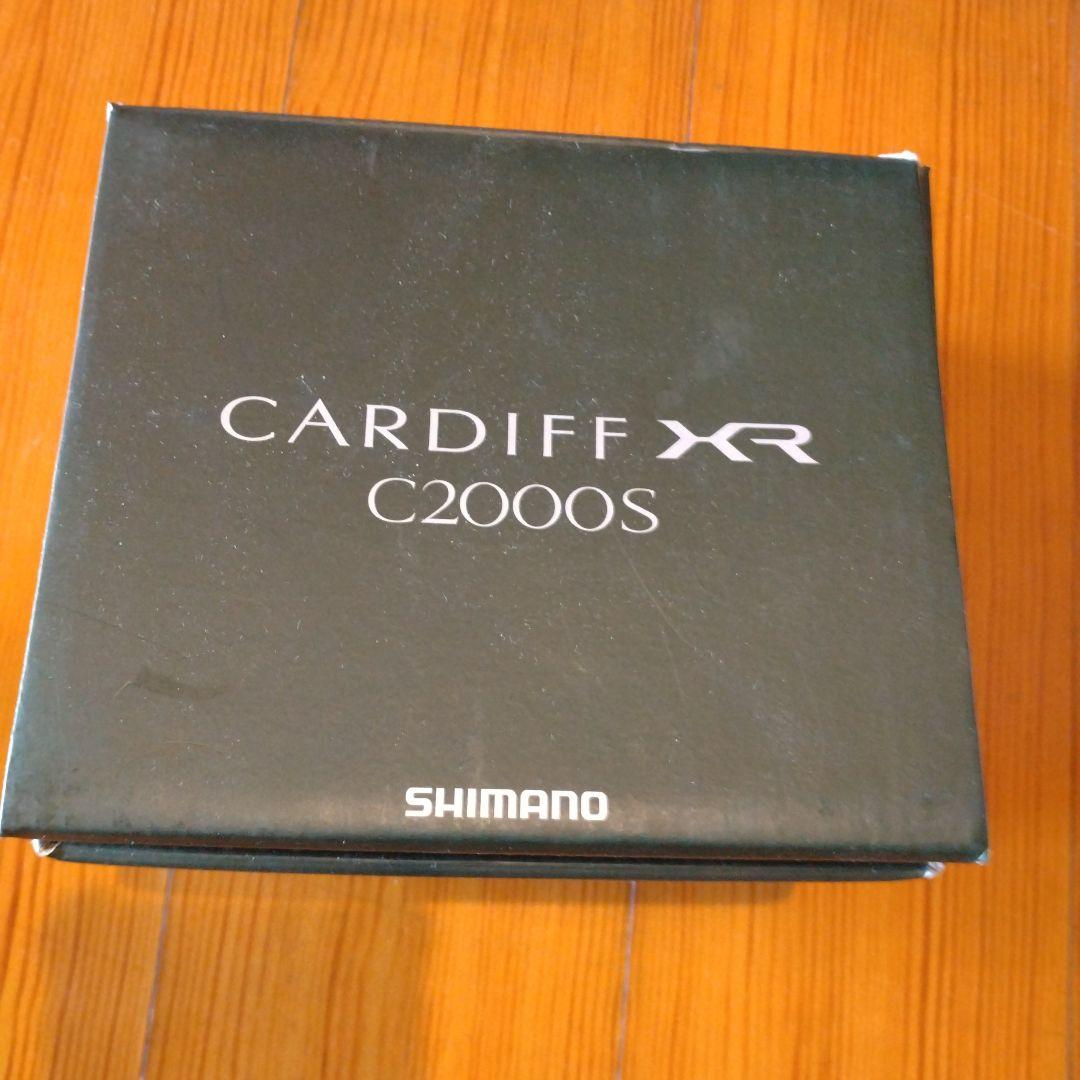 CARDIFF XR
C2000S
SHIMANO